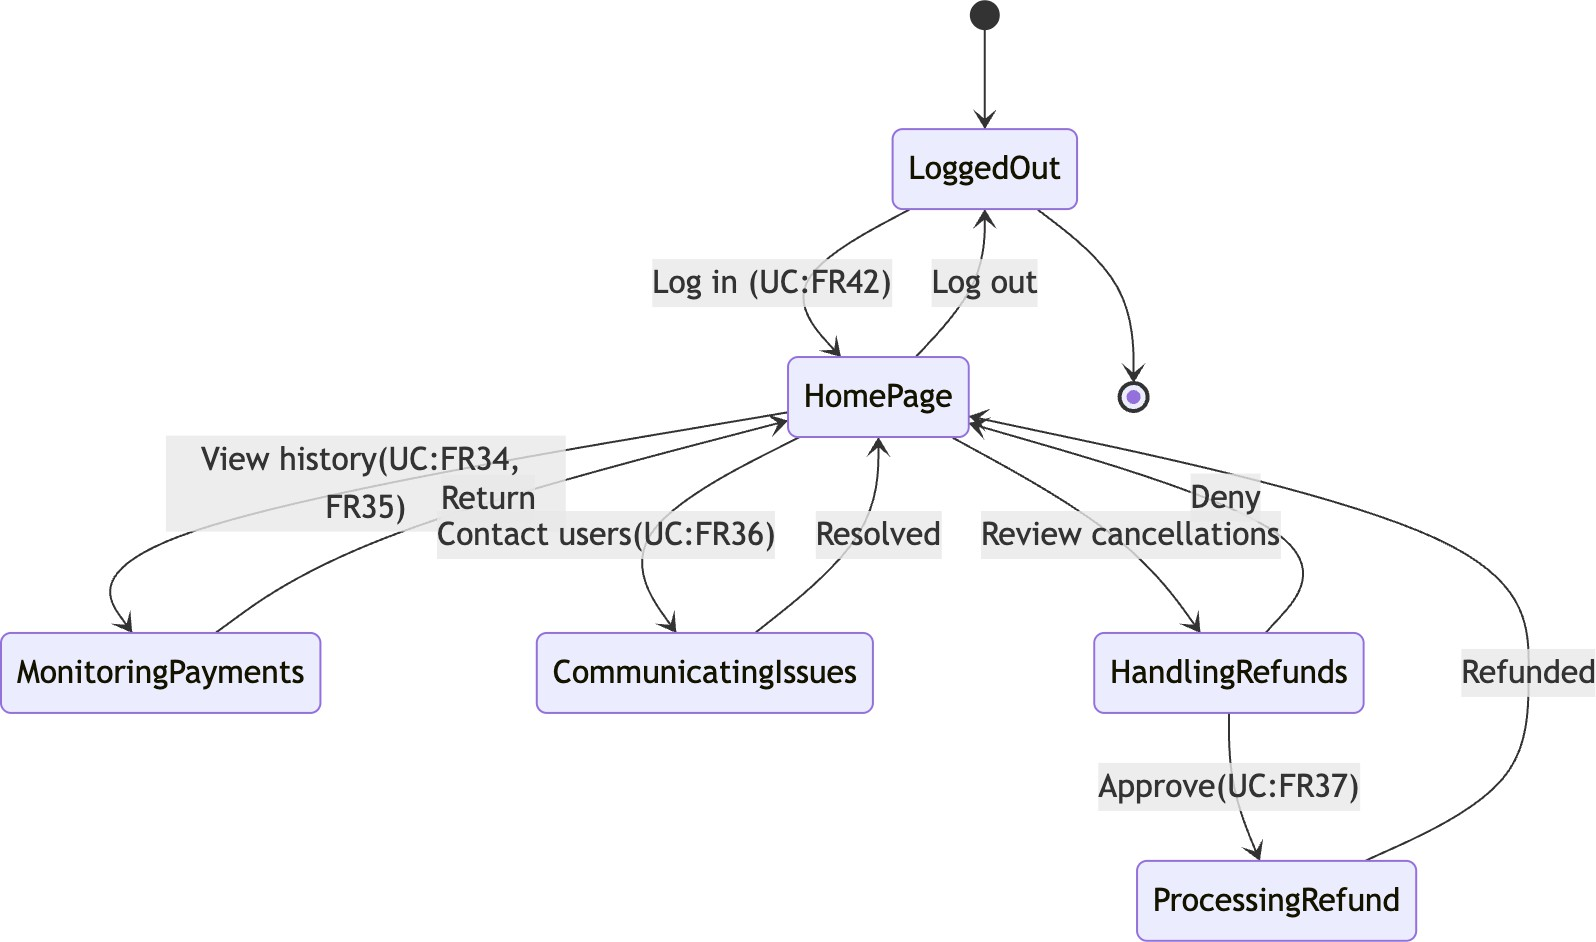 LoggedOut
Log in (UC:FR42)
Log out
HomePage
View history(UC:FR34,
FR35)
Return
Contact users(UC:FR36)
Resolved
Deny
Review cancellations
MonitoringPayments
CommunicatingIssues
HandlingRefunds
Refunded
Approve(UC:FR37)
ProcessingRefund